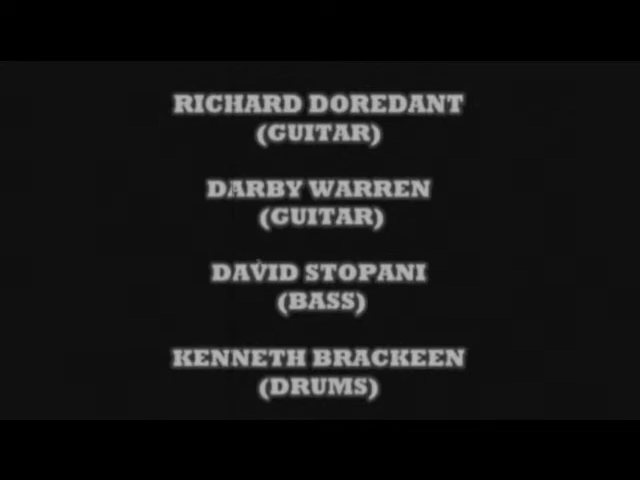 RICHARD DOREDANT
(GUITAR)
DARBY WARREN
(GUITAR)
DAVID STOPANI
(BASS)
KENNETH BRACKEEN
(DRUMS)